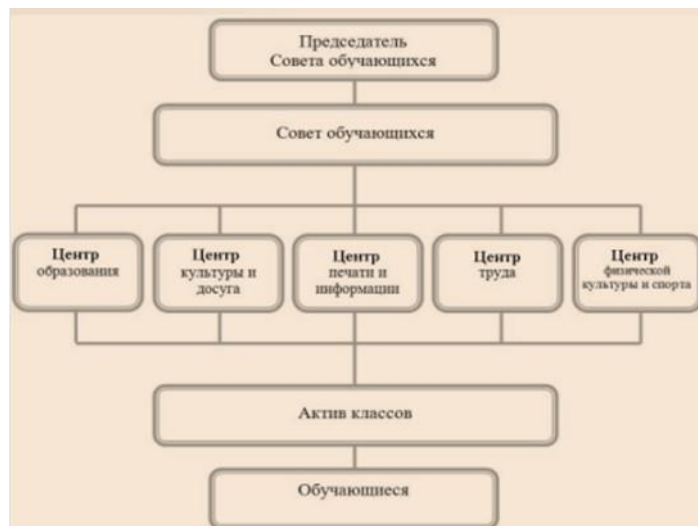 Председатель
Совета обучающихся
Совет обучающихся
Центр
образования
Центр
культуры и
досуга
Центр
печати и
информации
Центр
труда
Центр
физической
культуры и спорта
Актив классов
Обучающиеся